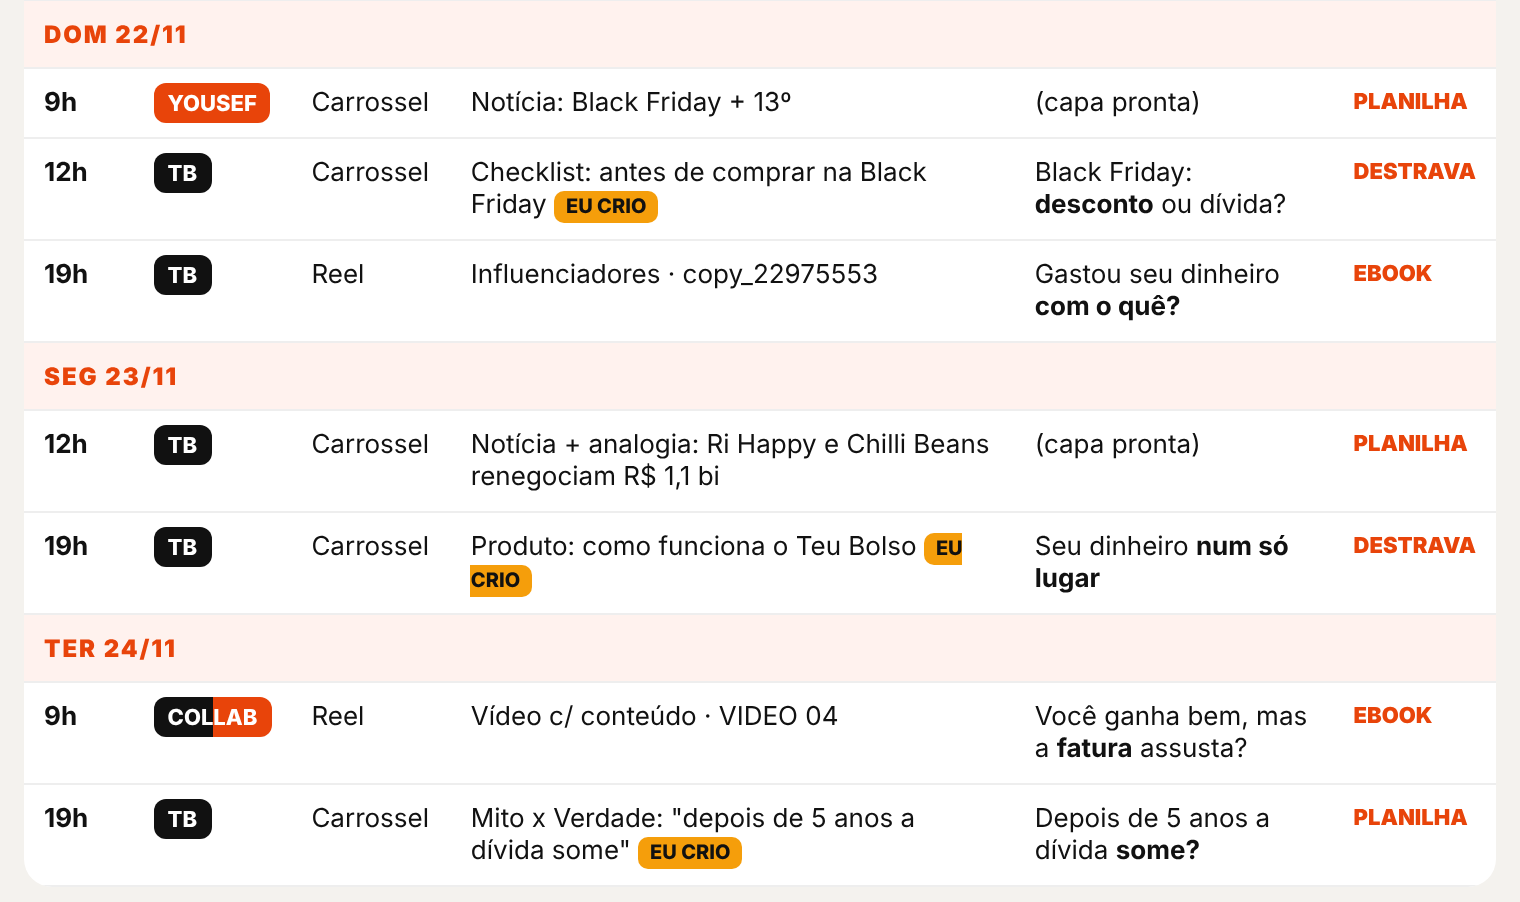 DOM 22/11
9h YOUSEF Carrossel Notícia: Black Friday + 13º (capa pronta) PLANILHA
12h TB Carrossel Checklist: antes de comprar na Black Black Friday: DESTRAVA
Friday EU CRIO desconto ou dívida?
19h TB Reel Influenciadores · copy_22975553 Gastou seu dinheiro EBOOK
com o quê?
SEG 23/11
12h TB Carrossel Notícia + analogia: Ri Happy e Chilli Beans (capa pronta) PLANILHA
renegociam R$ 1,1 bi
19h TB Carrossel Produto: como funciona o Teu Bolso EU Seu dinheiro num só DESTRAVA
CRIO lugar
TER 24/11
9h COLLAB Reel Vídeo c/ conteúdo · VIDEO 04 Você ganha bem, mas EBOOK
a fatura assusta?
19h TB Carrossel Mito x Verdade: "depois de 5 anos a Depois de 5 anos a PLANILHA
dívida some" EU CRIO dívida some?